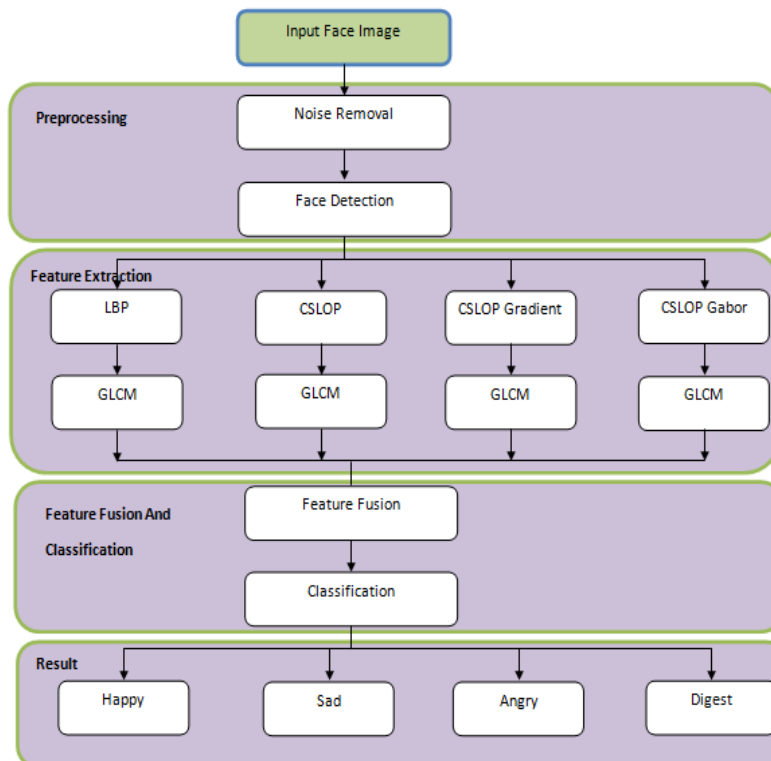 Input Face Image
Preprocessing
Noise Removal
Face Detection
Feature Extraction
LBP
CSLOP
CSLOP Gradient
CSLOP Gabor
GLCM
GLCM
GLCM
GLCM
Feature Fusion And
Classification
Feature Fusion
Classification
Result
Happy
Sad
Angry
Digest